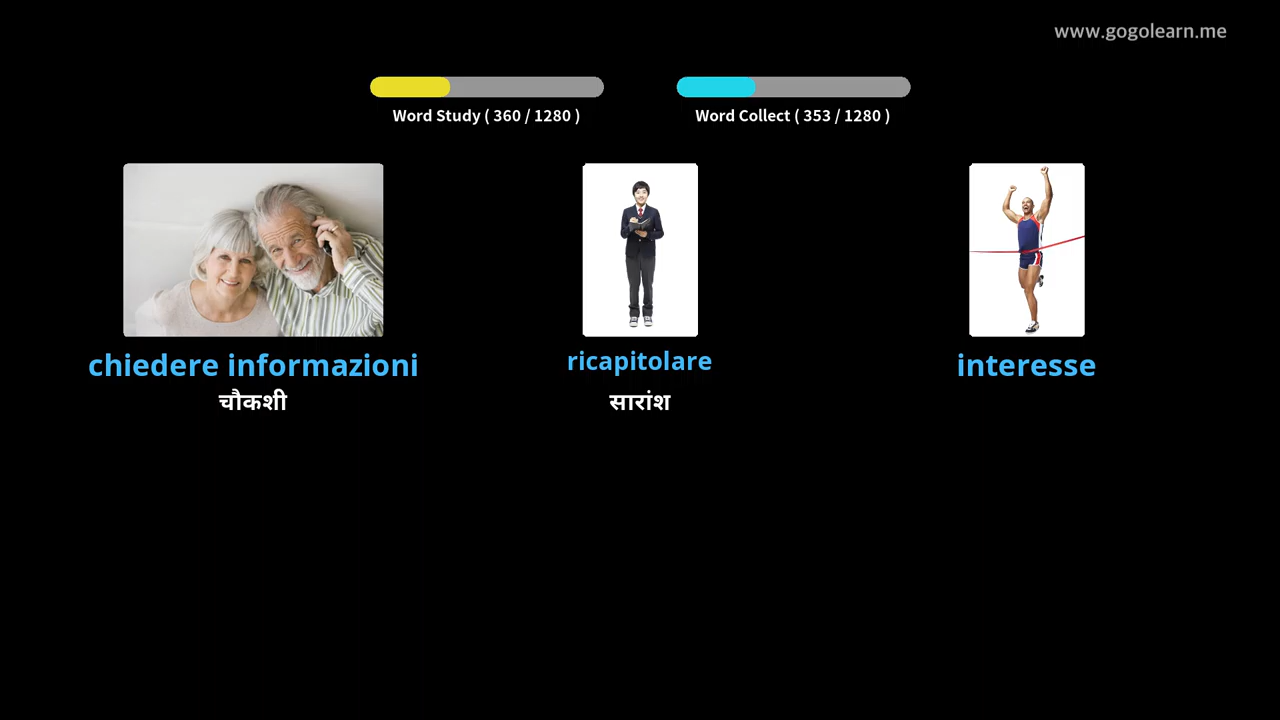 www.gogolearn.me
Word Study ( 360 / 1280 )
Word Collect ( 353 / 1280 )
chiedere informazioni
चौकशी
ricapitolare
सारांश
interesse